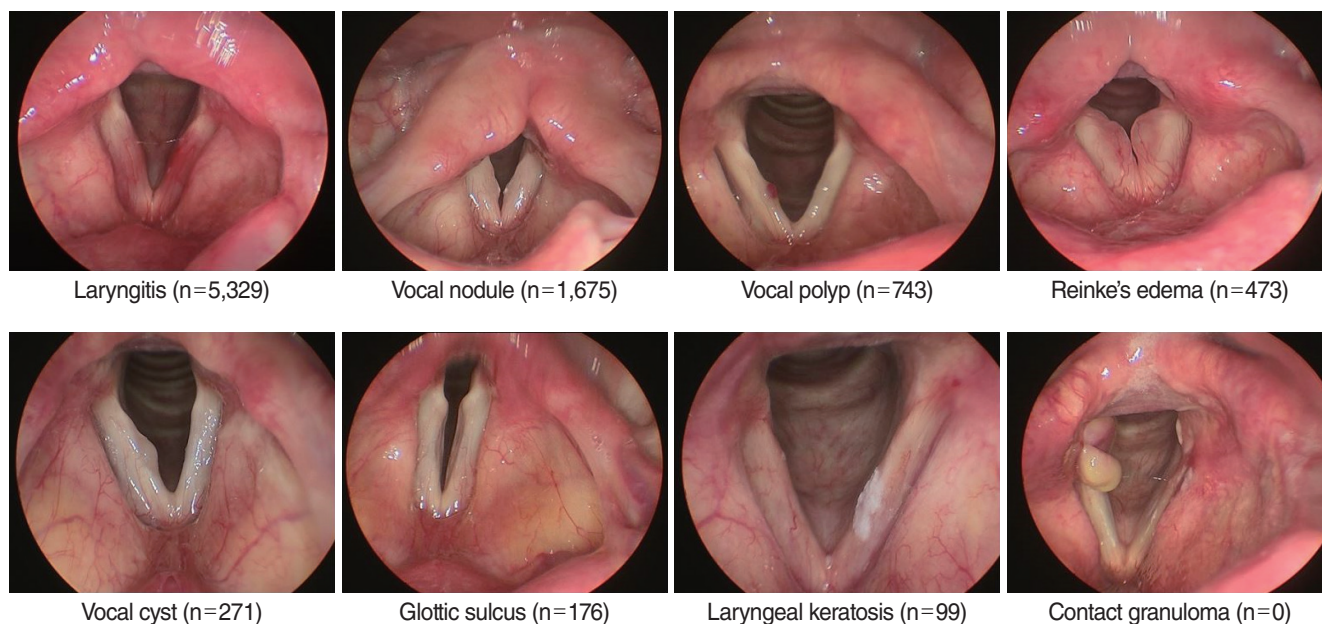 Laryngitis (n=5,329)
Vocal nodule (n=1,675)
Vocal polyp (n=743)
Reinke's edema (n=473)
Vocal cyst (n=271)
Glottic sulcus (n=176)
Laryngeal keratosis (n=99)
Contact granuloma (n=0)